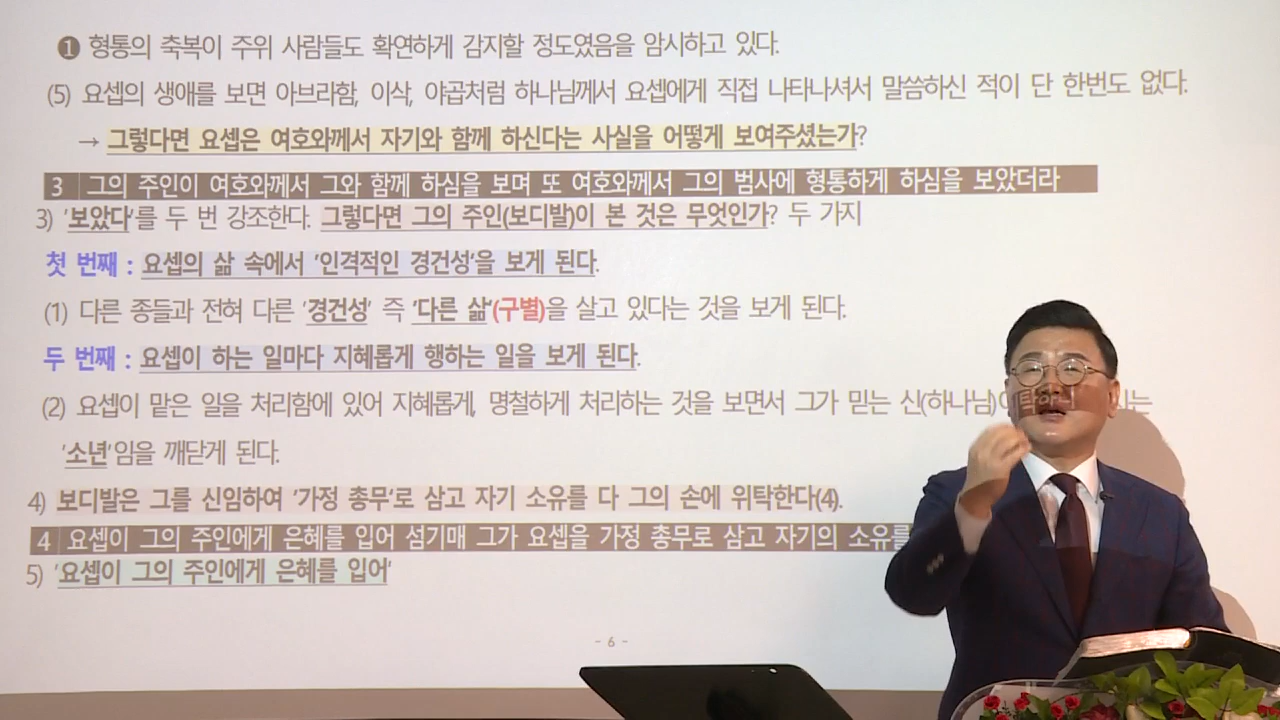 ❶ 형통의 축복이 주위 사람들도 확연하게 감지할 정도였음을 암시하고 있다.
(5) 요셉의 생애를 보면 아브라함, 이삭, 야곱처럼 하나님께서 요셉에게 직접 나타나셔서 말씀하신 적이 단 한번도 없다.
→ 그렇다면 요셉은 여호와께서 자기와 함께 하신다는 사실을 어떻게 보여주셨는가?
3 그의 주인이 여호와께서 그와 함께 하심을 보며 또 여호와께서 그의 범사에 형통하게 하심을 보았더라
3) '보았다'를 두 번 강조한다. 그렇다면 그의 주인(보디발)이 본 것은 무엇인가? 두 가지
첫 번째 : 요셉의 삶 속에서 '인격적인 경건성'을 보게 된다.
(1) 다른 종들과 전혀 다른 '경건성' 즉 '다른 삶'(구별)을 살고 있다는 것을 보게 된다.
두 번째 : 요셉이 하는 일마다 지혜롭게 행하는 일을 보게 된다.
(2) 요셉이 맡은 일을 처리함에 있어 지혜롭게, 명철하게 처리하는 것을 보면서 그가 믿는 신(하나님)이
'소년'임을 깨닫게 된다.
4) 보디발은 그를 신임하여 '가정 총무'로 삼고 자기 소유를 다 그의 손에 위탁한다(4).
4 요셉이 그의 주인에게 은혜를 입어 섬기매 그가 요셉을 가정 총무로 삼고 자기의 소유를
5) '요셉이 그의 주인에게 은혜를 입어'
- 6 -